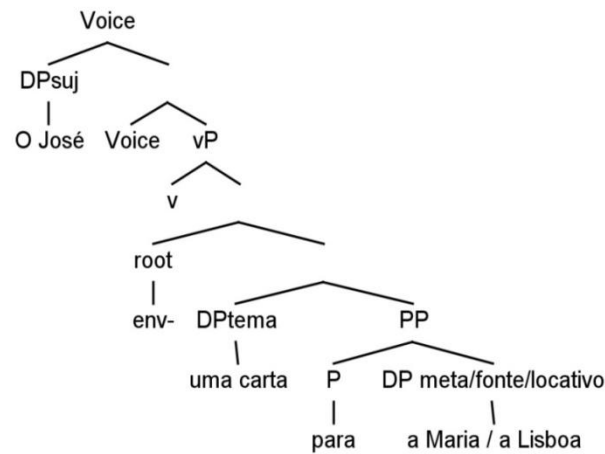 Voice
DPsuj
O José Voice vP
v
root
env- DPtema PP
uma carta P DP meta/fonte/locativo
para a Maria / a Lisboa